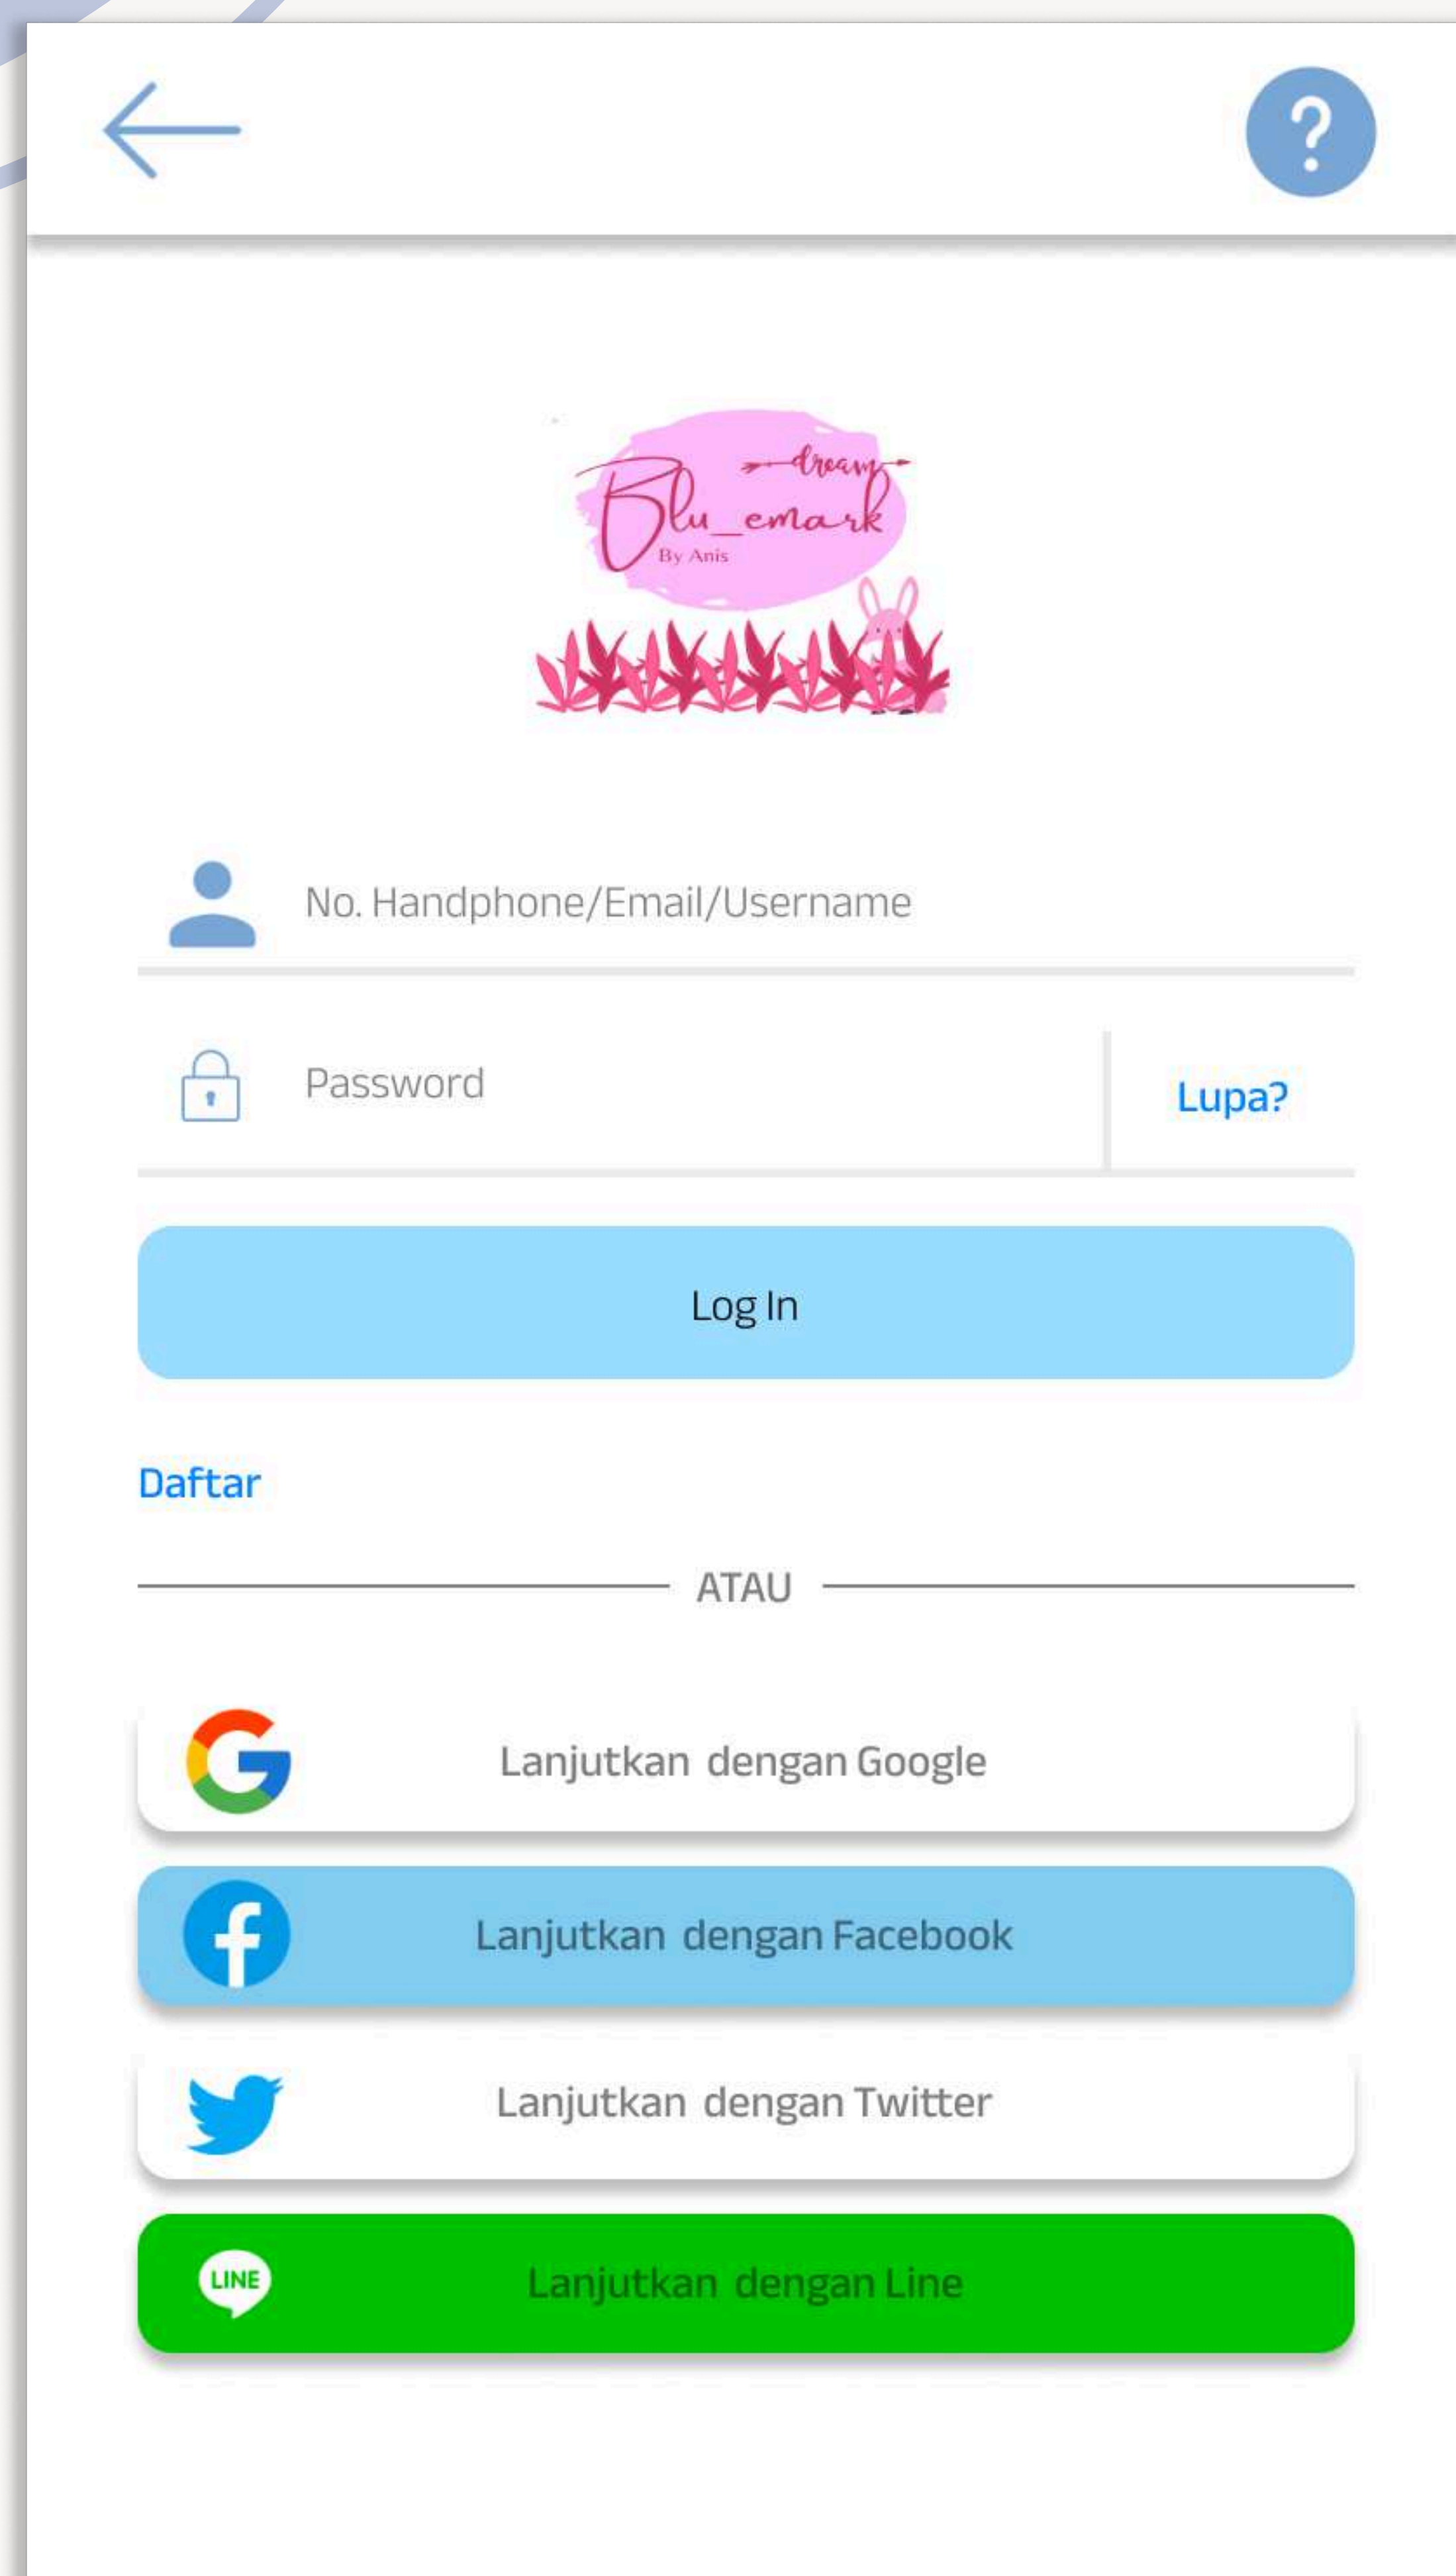 ?
dream
Blu_emark
By Anis
No. Handphone/Email/Username
Password
Lupa?
Log In
Daftar
ATAU
Lanjutkan dengan Google
Lanjutkan dengan Facebook
Lanjutkan dengan Twitter
LINE
Lanjutkan dengan Line